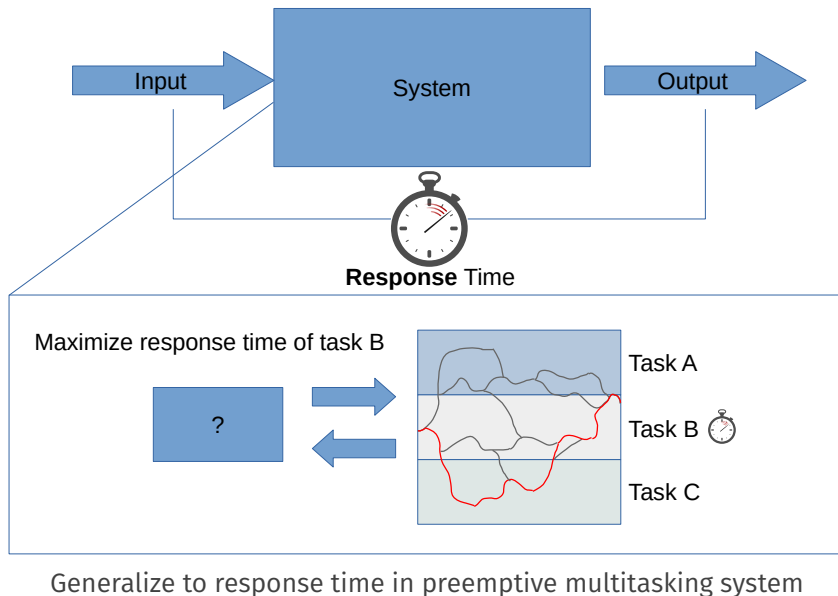 Input
System
Output
Response Time
Maximize response time of task B
?
Task A
Task B
Task C
Generalize to response time in preemptive multitasking system